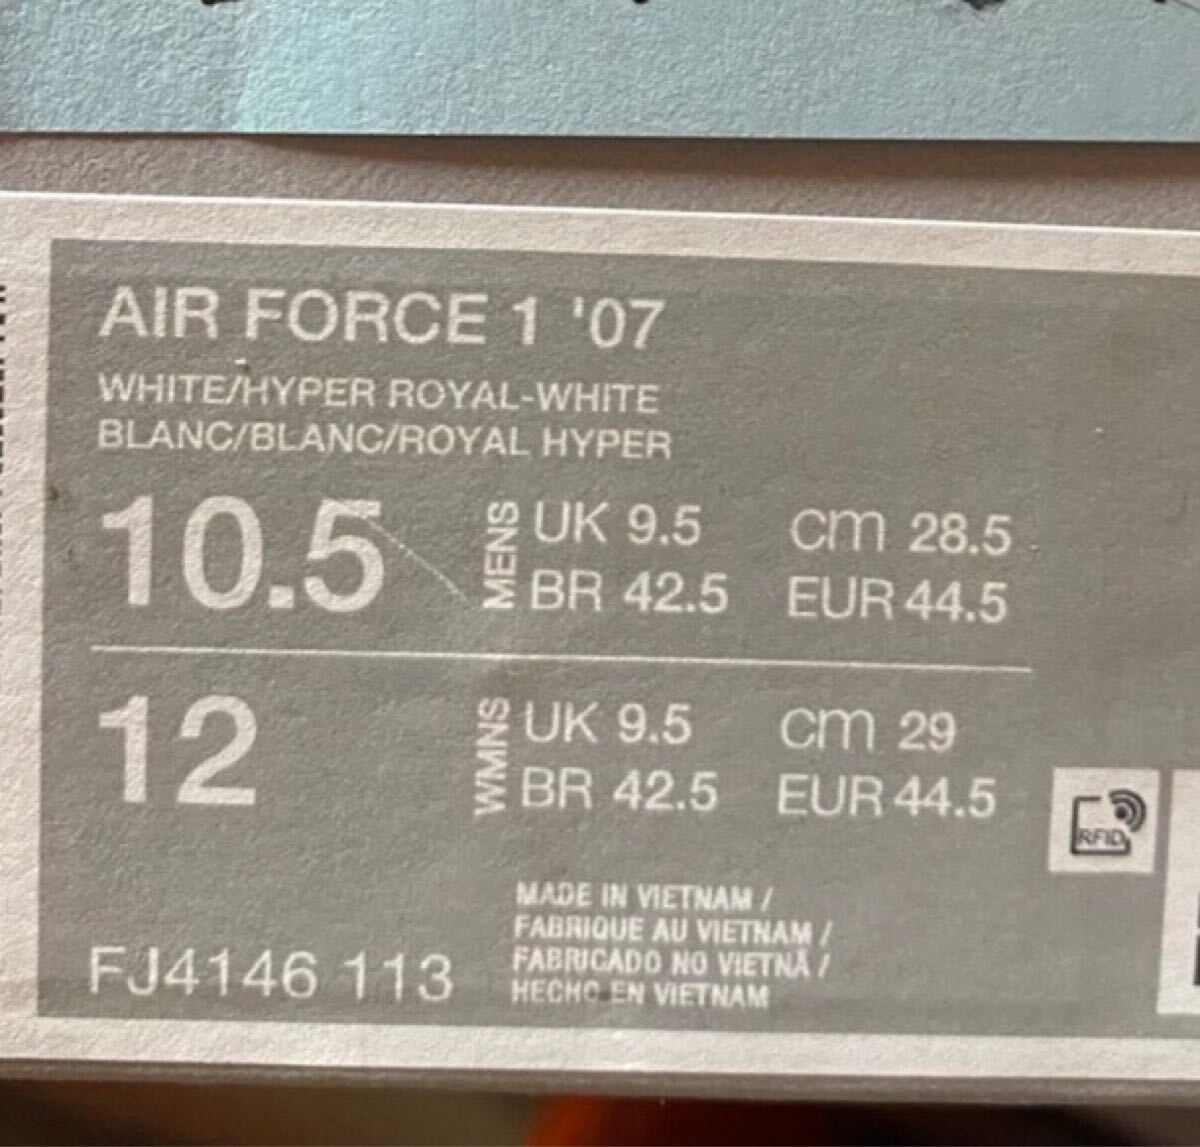 AIR FORCE 1 '07
WHITE/HYPER ROYAL-WHITE
BLANC/BLANC/ROYAL HYPER
10.5 MENS UK 9.5 cm 28.5
BR 42.5 EUR 44.5
12 WMNS UK 9.5 cm 29
BR 42.5 EUR 44.5
RFID
MADE IN VIETNAM /
FABRIQUE AU VIETNAM /
FABRICADO NO VIETNÃ /
HECHO EN VIETNAM
FJ4146 113